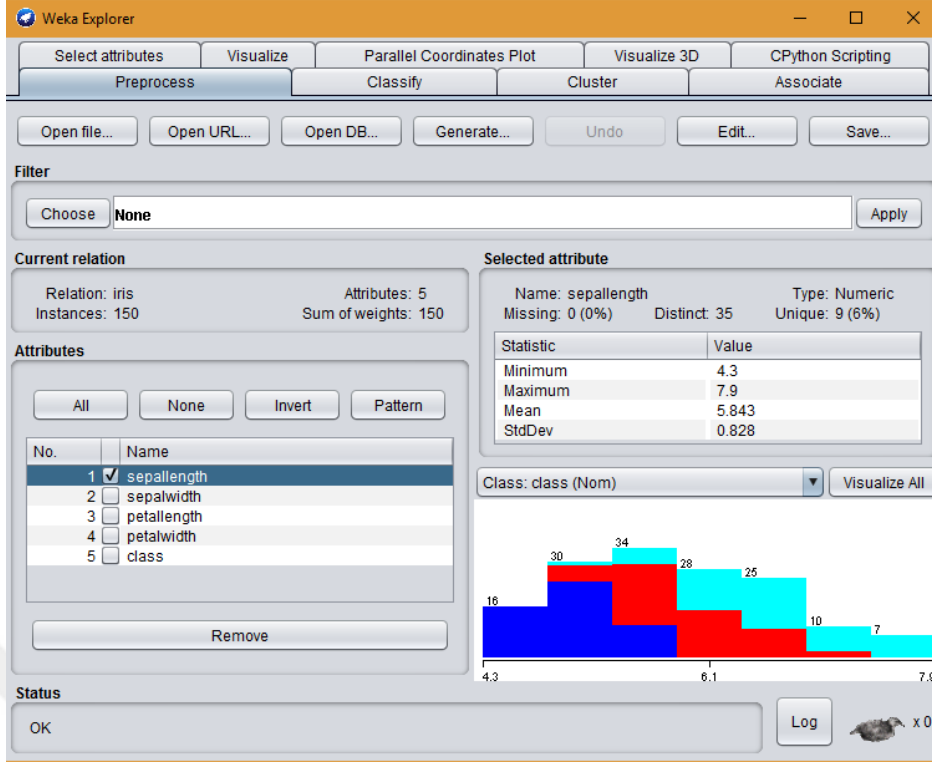 Weka Explorer
Select attributes Visualize Parallel Coordinates Plot Visualize 3D CPython Scripting
Preprocess Classify Cluster Associate
Open file... Open URL... Open DB... Generate... Undo Edit... Save...
Filter
Choose None Apply
Current relation
Relation: iris Attributes: 5
Instances: 150 Sum of weights: 150
Selected attribute
Name: sepallength Type: Numeric
Missing: 0 (0%) Distinct: 35 Unique: 9 (6%)
Statistic Value
Minimum 4.3
Maximum 7.9
Mean 5.843
StdDev 0.828
Attributes
All None Invert Pattern
No. Name
1 sepallength
2 sepalwidth
3 petallength
4 petalwidth
5 class
Remove
Class: class (Nom) Visualize All
16 30 34 28 25 10 7
4.3 6.1 7.9
Status
OK
Log x 0